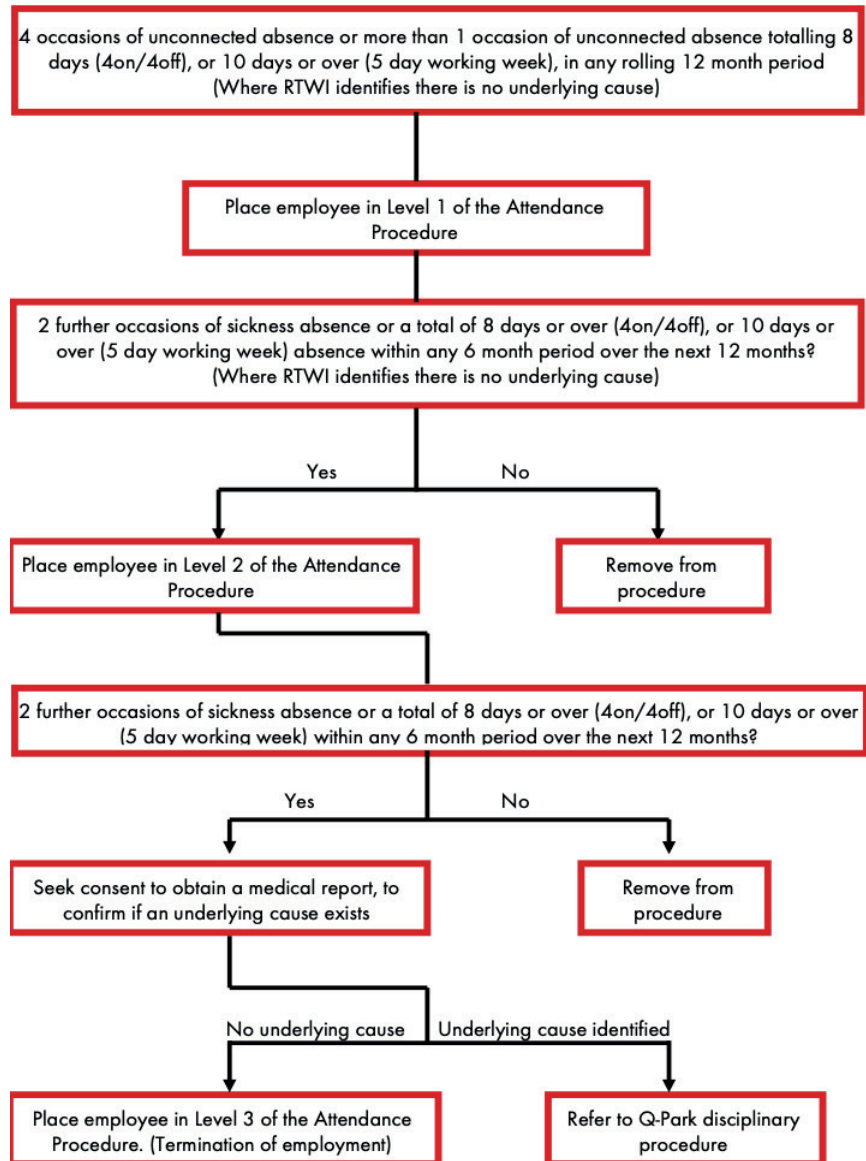 4 occasions of unconnected absence or more than 1 occasion of unconnected absence totalling 8
days (4on/4off), or 10 days or over (5 day working week), in any rolling 12 month period
(Where RTWI identifies there is no underlying cause)
Place employee in Level 1 of the Attendance
Procedure
2 further occasions of sickness absence or a total of 8 days or over (4on/4off), or 10 days or
over (5 day working week) absence within any 6 month period over the next 12 months?
(Where RTWI identifies there is no underlying cause)
Yes
No
Place employee in Level 2 of the Attendance
Procedure
Remove from
procedure
2 further occasions of sickness absence or a total of 8 days or over (4on/4off), or 10 days or over
(5 day working week) within any 6 month period over the next 12 months?
Yes
No
Seek consent to obtain a medical report, to
confirm if an underlying cause exists
Remove from
procedure
No underlying cause
Underlying cause identified
Place employee in Level 3 of the Attendance
Procedure. (Termination of employment)
Refer to Q-Park disciplinary
procedure